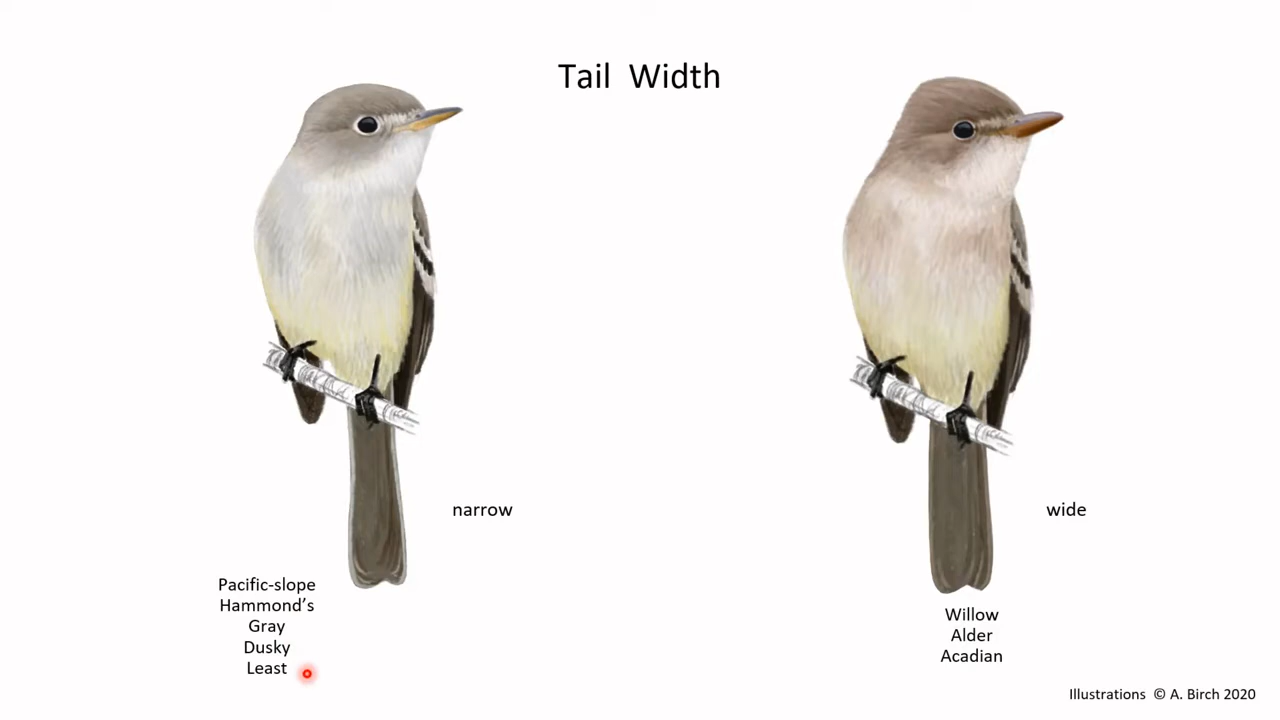 Tail Width
narrow
wide
Pacific-slope
Hammond’s
Gray
Dusky
Least
Willow
Alder
Acadian
Illustrations © A. Birch 2020